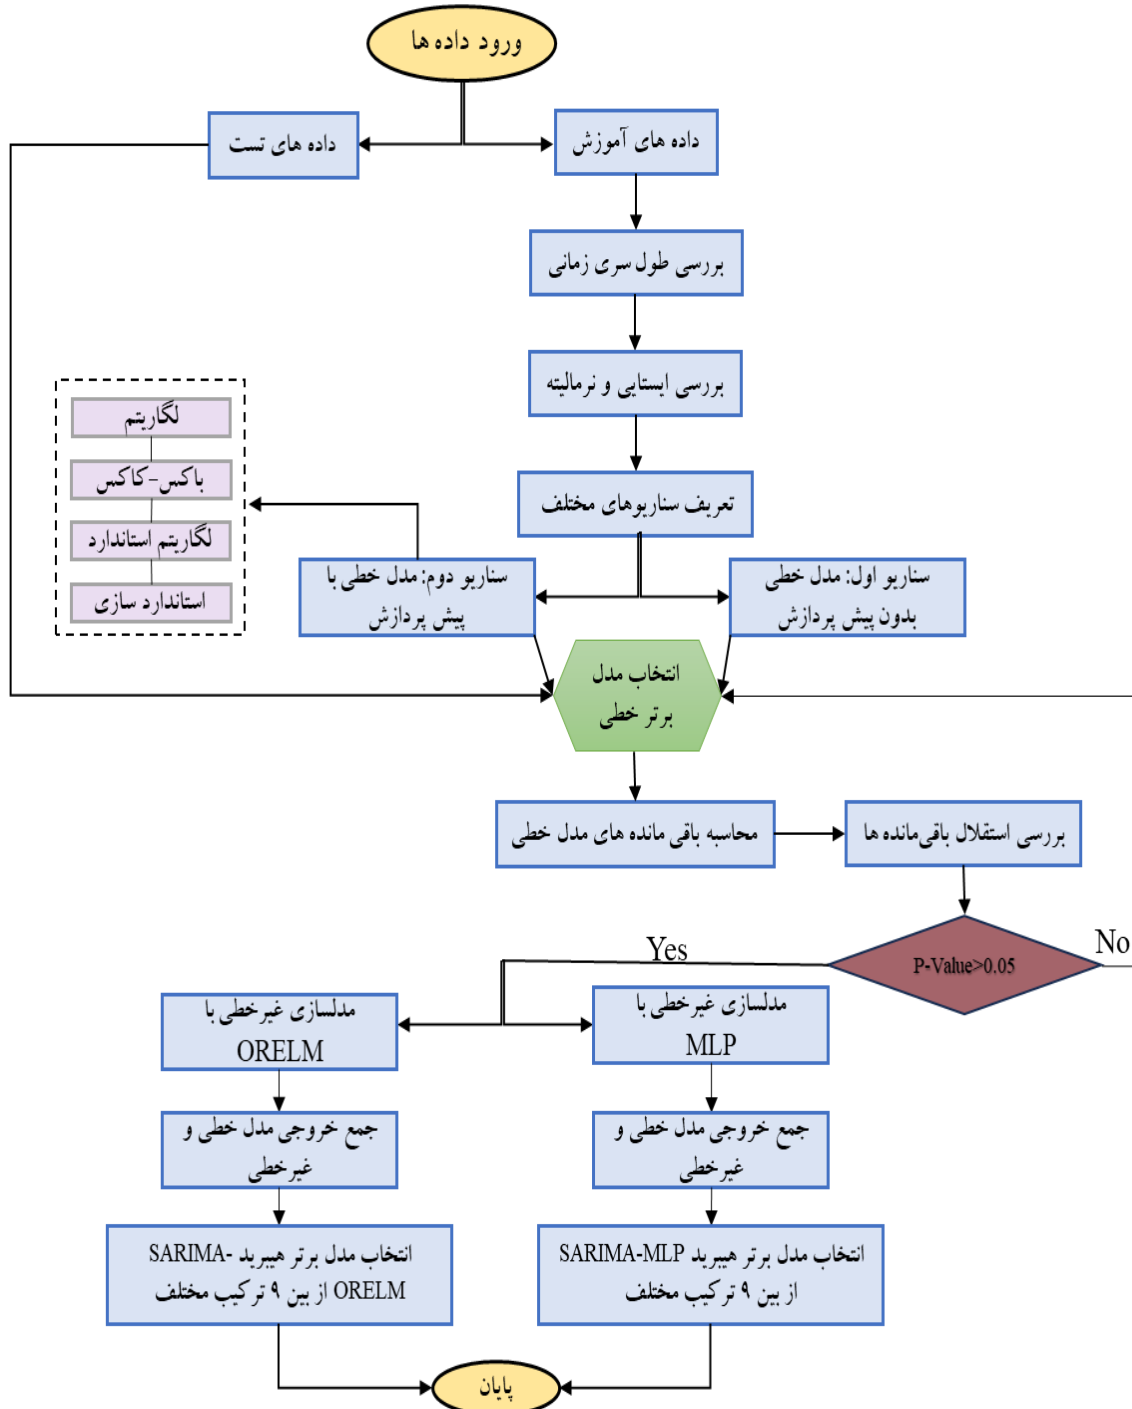 ورود داده ها
داده های آموزش
داده های تست
بررسی طول سری زمانی
بررسی ایستایی و نرمالیته
تعریف سناریوهای مختلف
لگاریتم
باکس-کاکس
لگاریتم استاندارد
استاندارد سازی
سناریو اول: مدل خطی
بدون پیش پردازش
سناریو دوم: مدل خطی با
پیش پردازش
انتخاب مدل
برتر خطی
محاسبه باقی مانده های مدل خطی
بررسی استقلال باقی‌مانده ها
P-Value>0.05
No
Yes
مدلسازی غیرخطی با
MLP
مدلسازی غیرخطی با
ORELM
جمع خروجی مدل خطی و
غیرخطی
جمع خروجی مدل خطی و
غیرخطی
انتخاب مدل برتر هیبرید SARIMA-MLP
از بین ۹ ترکیب مختلف
انتخاب مدل برتر هیبرید SARIMA-
ORELM از بین ۹ ترکیب مختلف
پایان